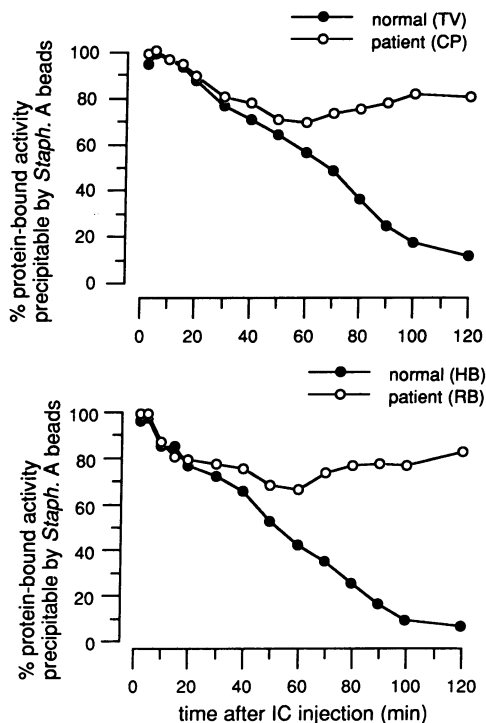 normal (TV)
patient (CP)
% protein-bound activity
precipitable by Staph. A beads
100
80
60
40
20
0
0 20 40 60 80 100 120
normal (HB)
patient (RB)
% protein-bound activity
precipitable by Staph. A beads
100
80
60
40
20
0
0 20 40 60 80 100 120
time after IC injection (min)